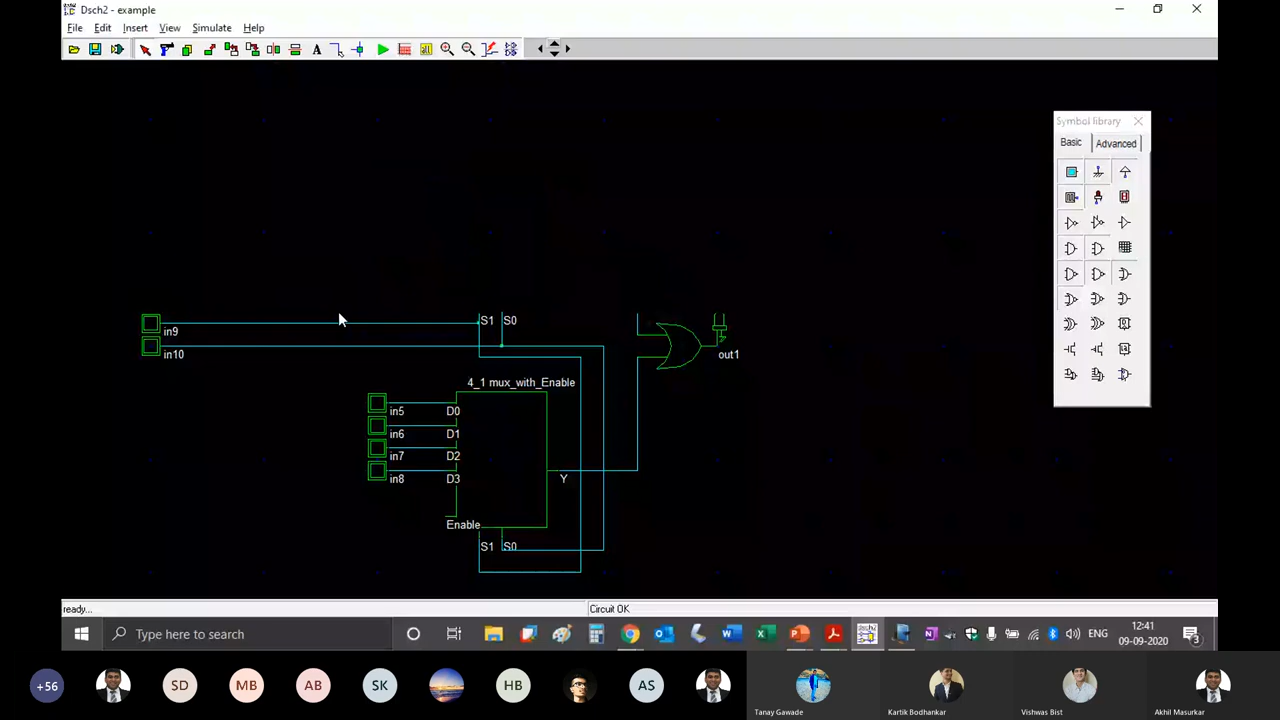 Dsch2 - example
File Edit Insert View Simulate Help
A
Symbol library
Basic Advanced
in9
in10
S1 S0
out1
4_1 mux_with_Enable
in5 D0
in6 D1
in7 D2
in8 D3
Y
Enable
S1 S0
ready... Circuit OK
Type here to search
ENG
12:41
09-09-2020
3
+56 SD MB AB SK HB AS
Tanay Gawade Kartik Bodhankar Vishwas Bist Akhil Masurkar